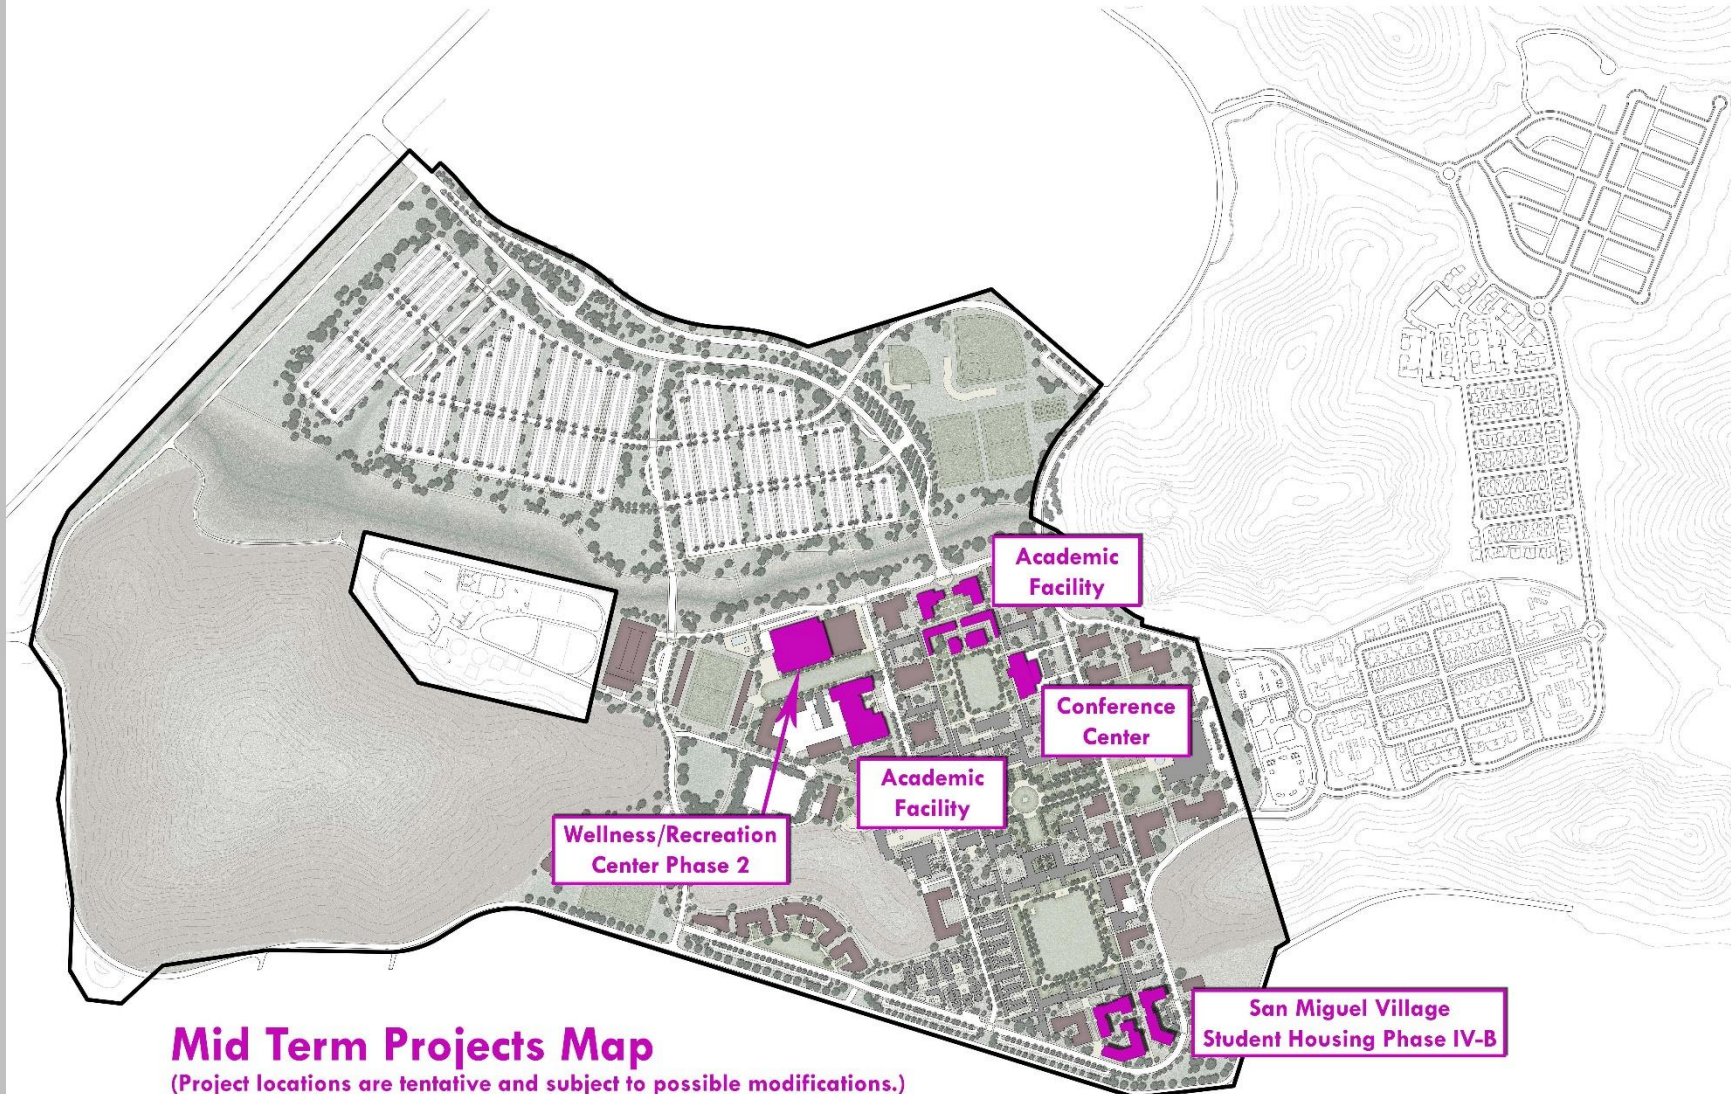 Academic
Facility
Conference
Center
Academic
Facility
Wellness/Recreation
Center Phase 2
San Miguel Village
Student Housing Phase IV-B
Mid Term Projects Map
(Project locations are tentative and subject to possible modifications.)